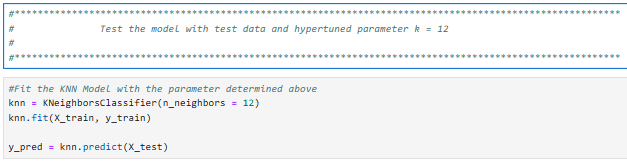 #******************************************************************************************************
#              Test the model with test data and hypertuned parameter k = 12
#
#******************************************************************************************************
#Fit the KNN Model with the parameter determined above
knn = KNeighborsClassifier(n_neighbors = 12)
knn.fit(X_train, y_train)
y_pred = knn.predict(X_test)